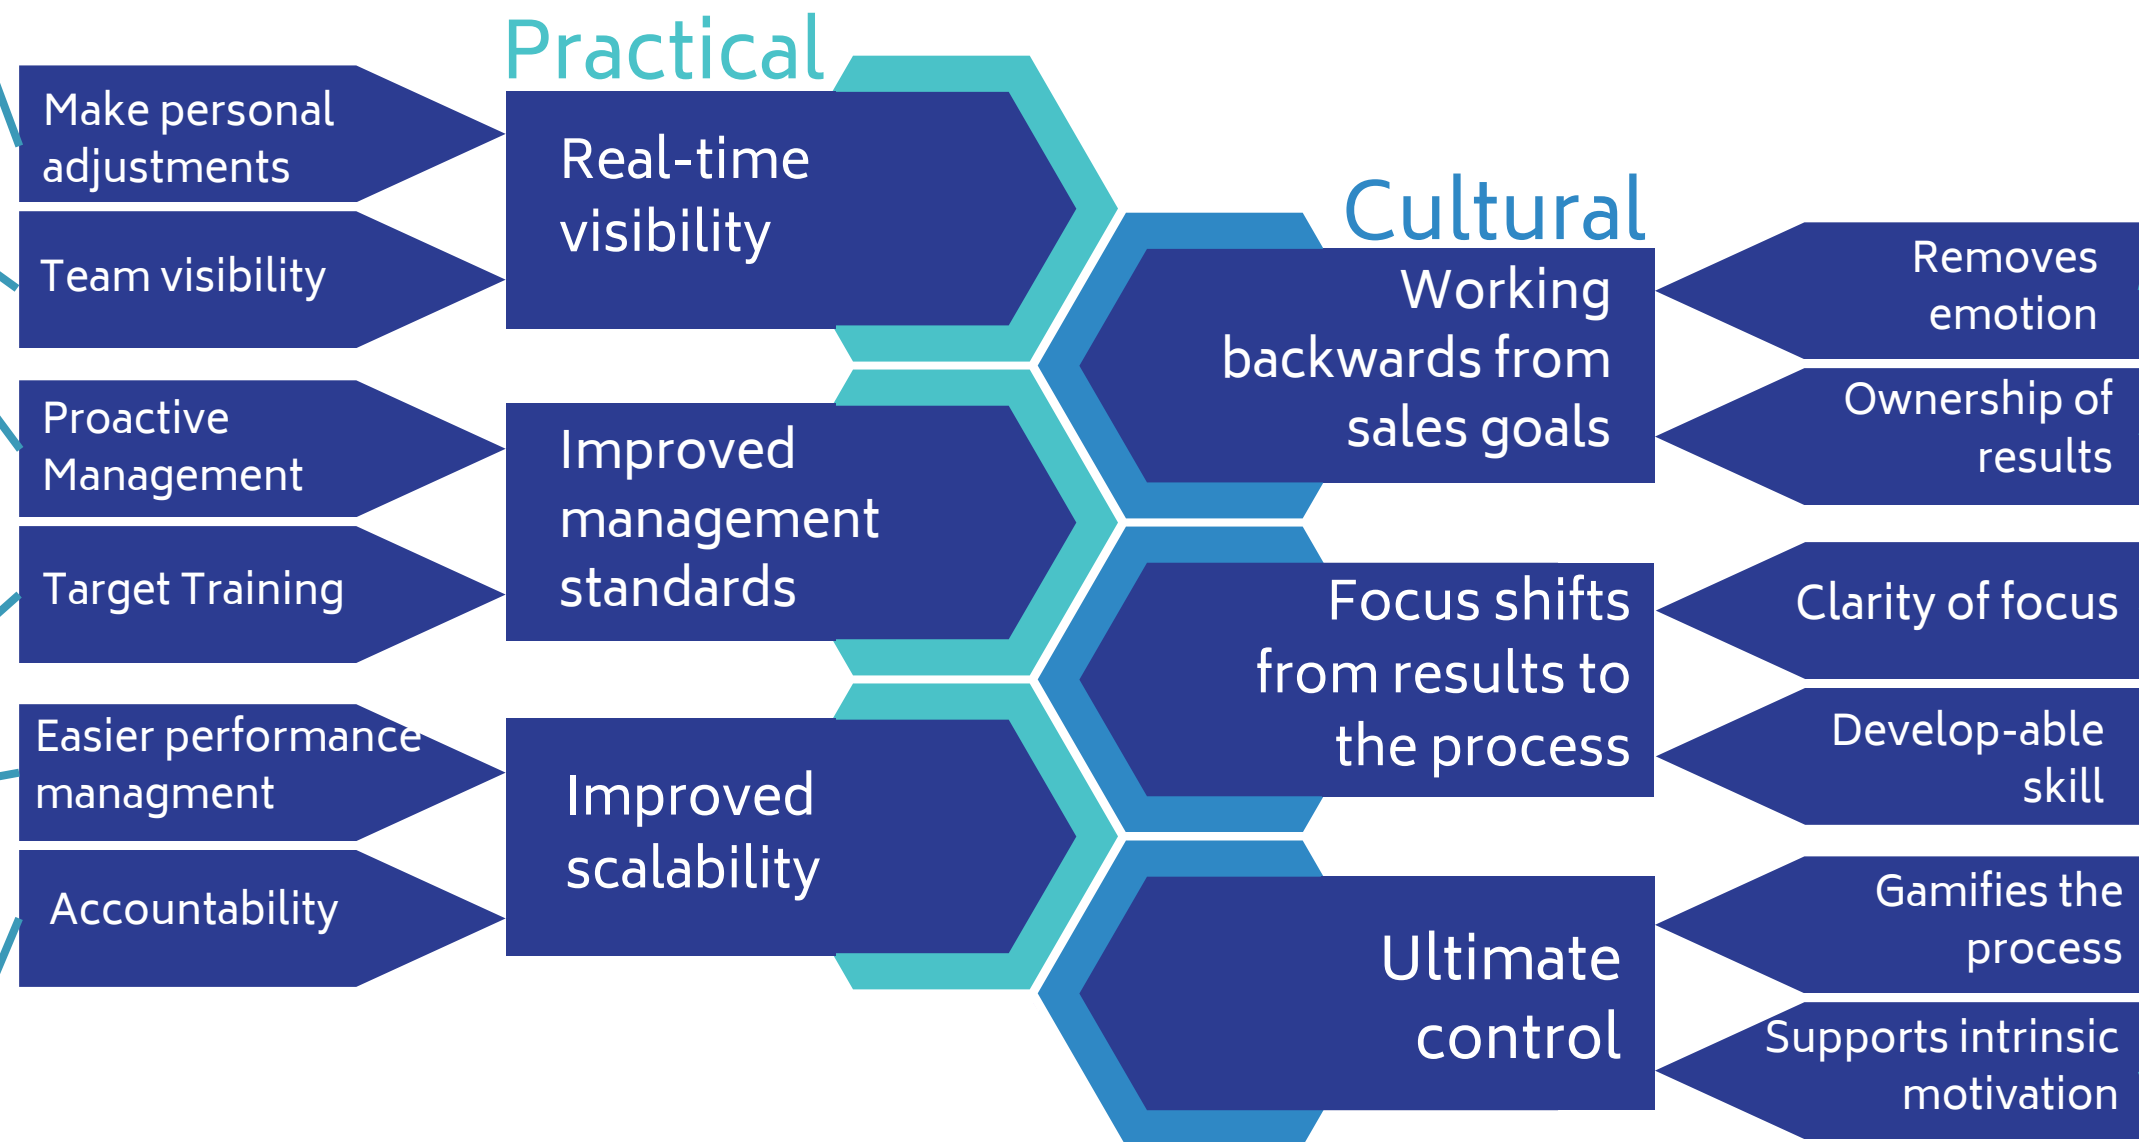 Practical
Make personal
adjustments
Team visibility
Real-time
visibility
Proactive
Management
Target Training
Improved
management
standards
Easier performance
managment
Accountability
Improved
scalability
Cultural
Working
backwards from
sales goals
Removes
emotion
Ownership of
results
Focus shifts
from results to
the process
Clarity of focus
Develop-able
skill
Ultimate
control
Gamifies the
process
Supports intrinsic
motivation